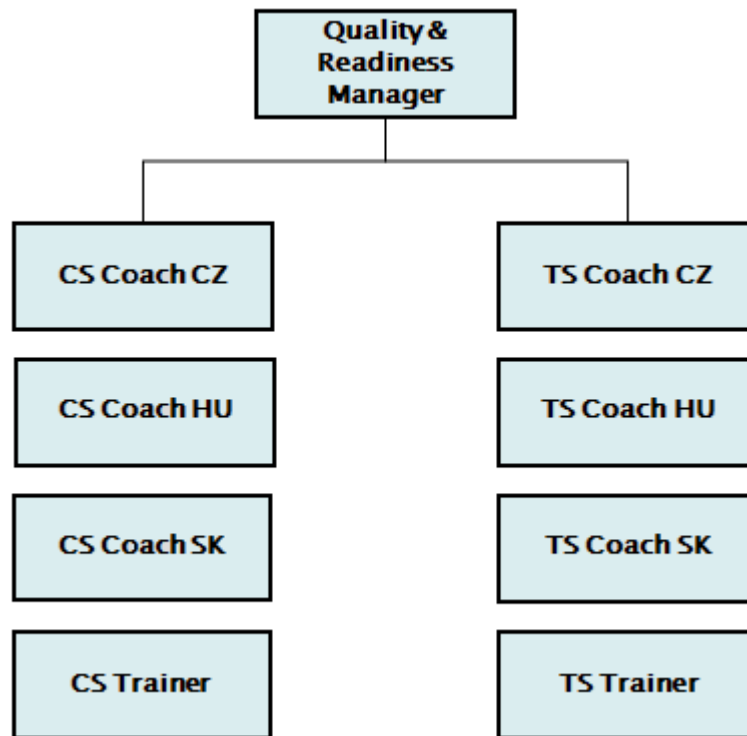 Quality &
Readiness
Manager
CS Coach CZ
TS Coach CZ
CS Coach HU
TS Coach HU
CS Coach SK
TS Coach SK
CS Trainer
TS Trainer